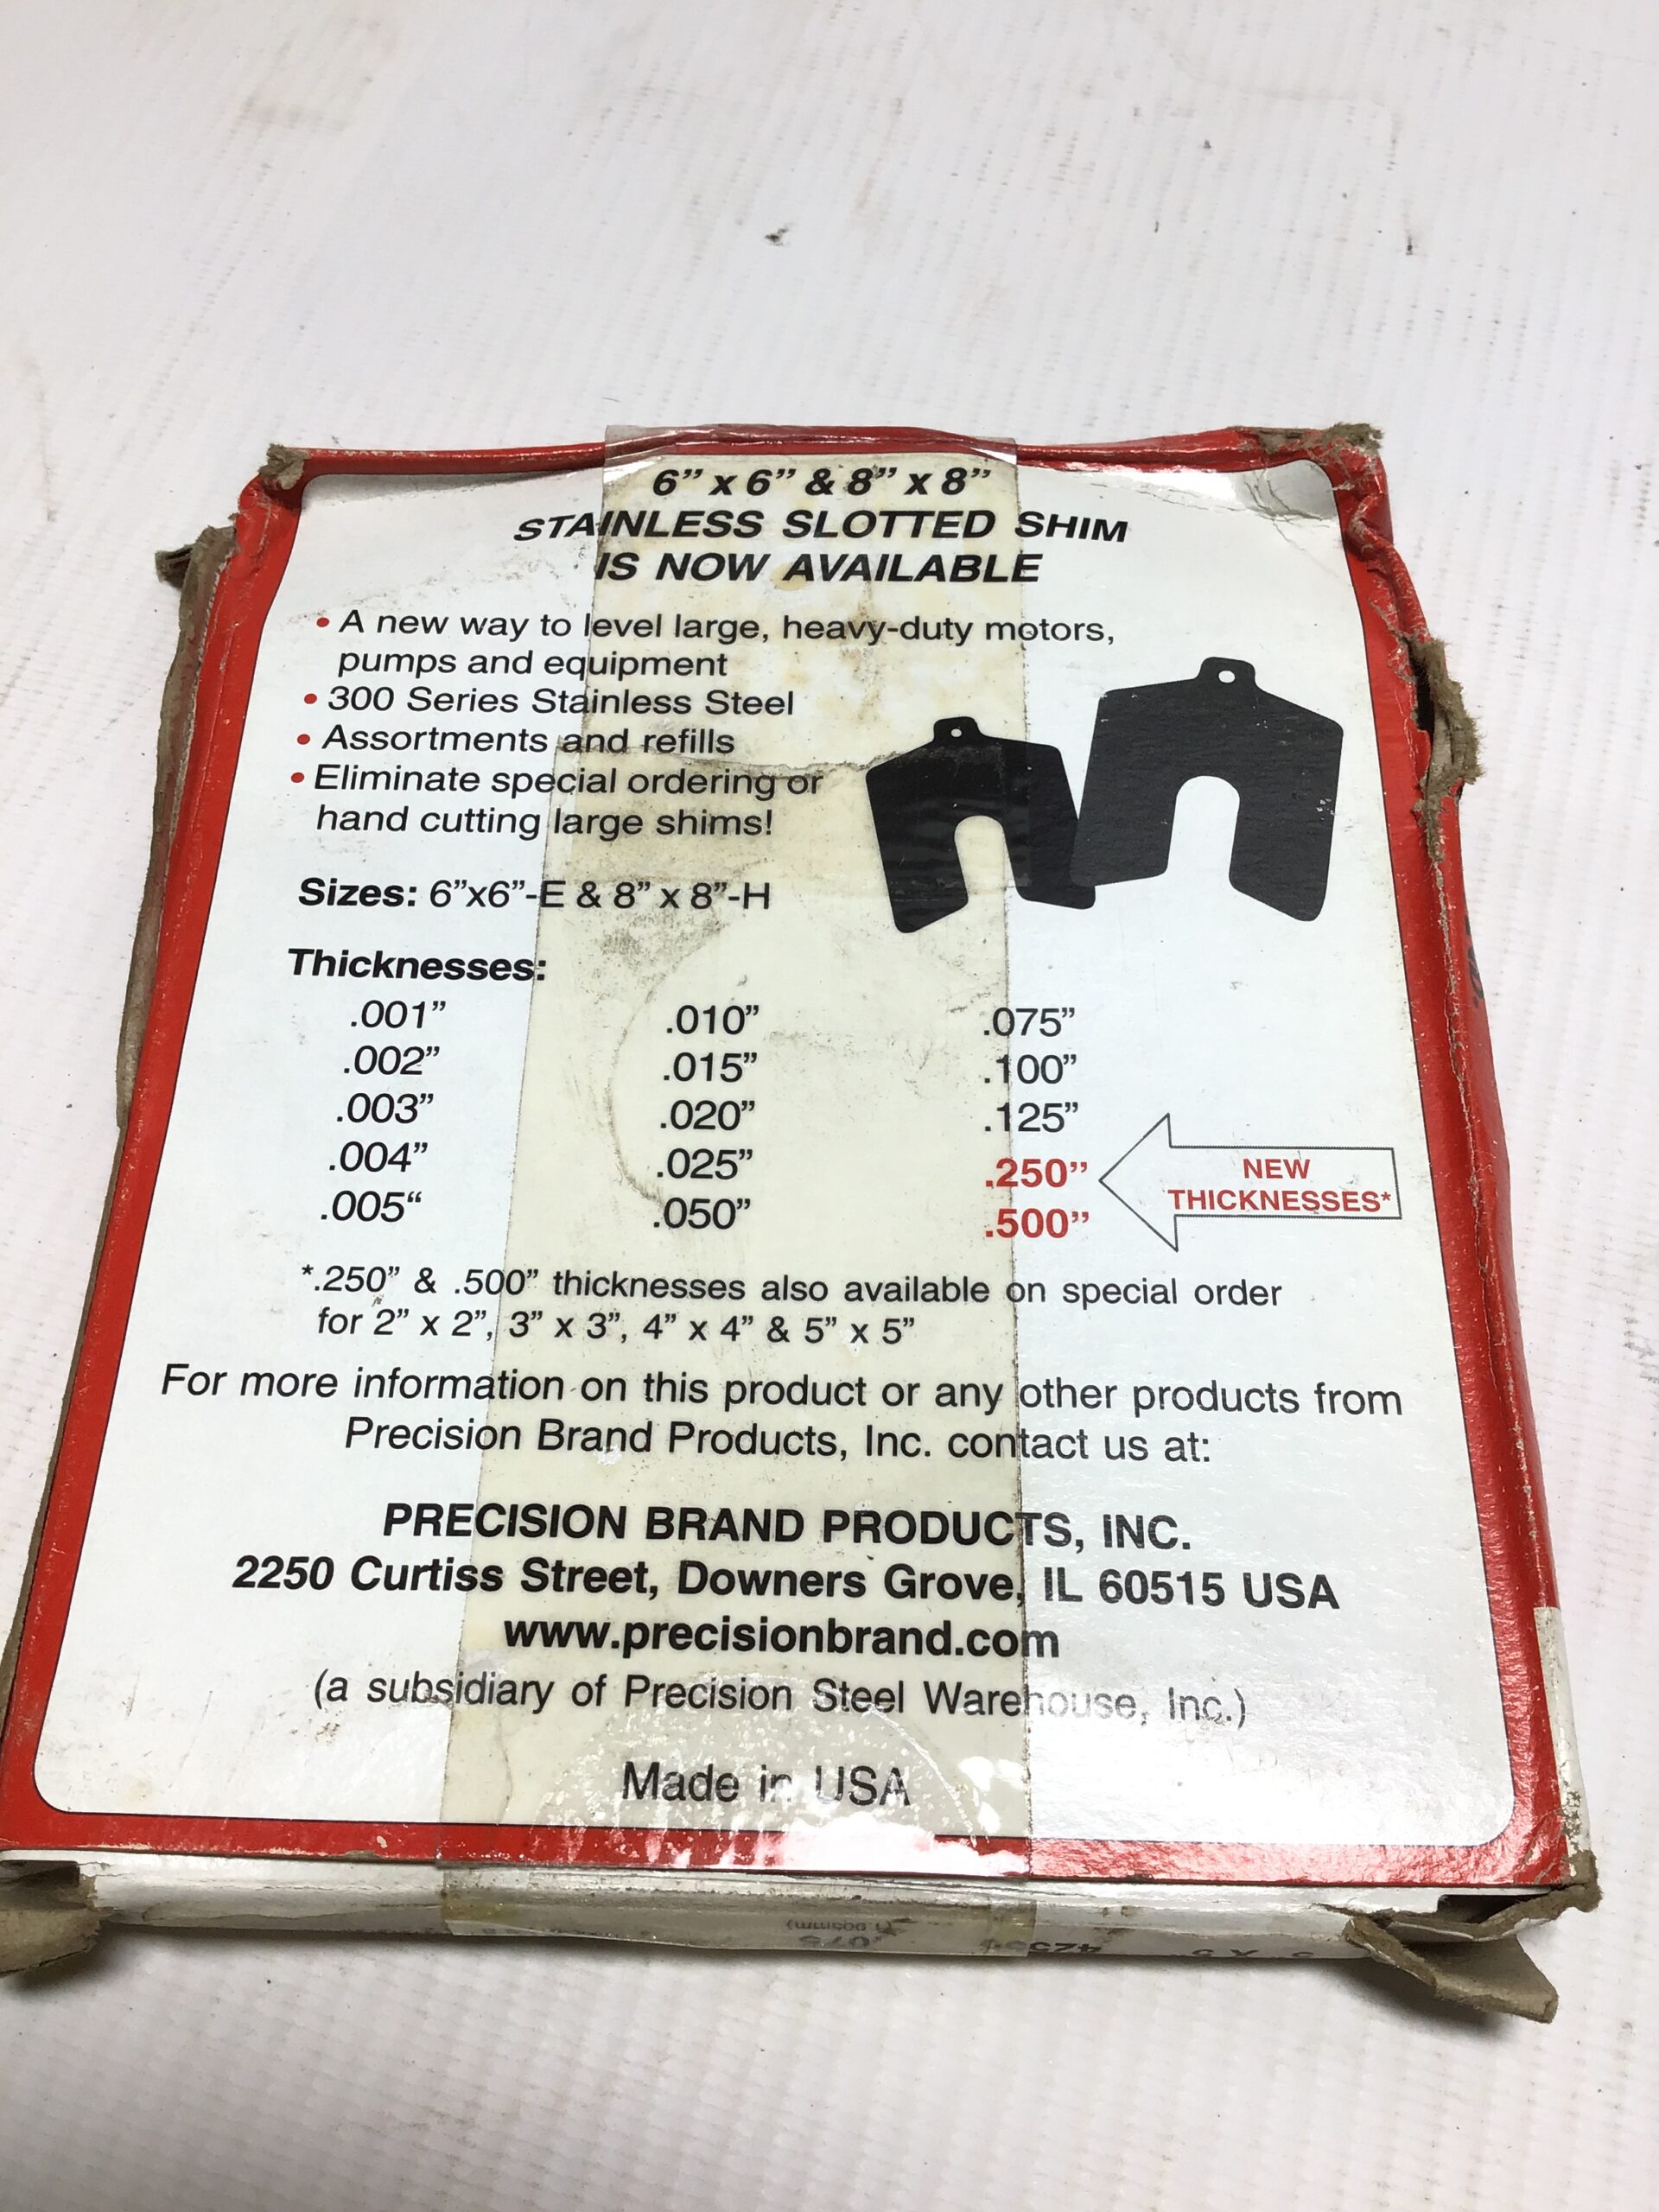 6” x 6” & 8” x 8”
STAINLESS SLOTTED SHIM
IS NOW AVAILABLE
• A new way to level large, heavy-duty motors,
pumps and equipment
• 300 Series Stainless Steel
• Assortments and refills
• Eliminate special ordering or
hand cutting large shims!
Sizes: 6”x6”-E & 8” x 8”-H
Thicknesses:
.001” .010” .075”
.002” .015” .100”
.003” .020” .125”
.004” .025” .250”
.005“ .050” .500”
NEW
THICKNESSES*
*.250” & .500” thicknesses also available on special order
for 2” x 2”, 3” x 3”, 4” x 4” & 5” x 5”
For more information on this product or any other products from
Precision Brand Products, Inc. contact us at:
PRECISION BRAND PRODUCTS, INC.
2250 Curtiss Street, Downers Grove, IL 60515 USA
www.precisionbrand.com
(a subsidiary of Precision Steel Warehouse, Inc.)
Made in USA
.075